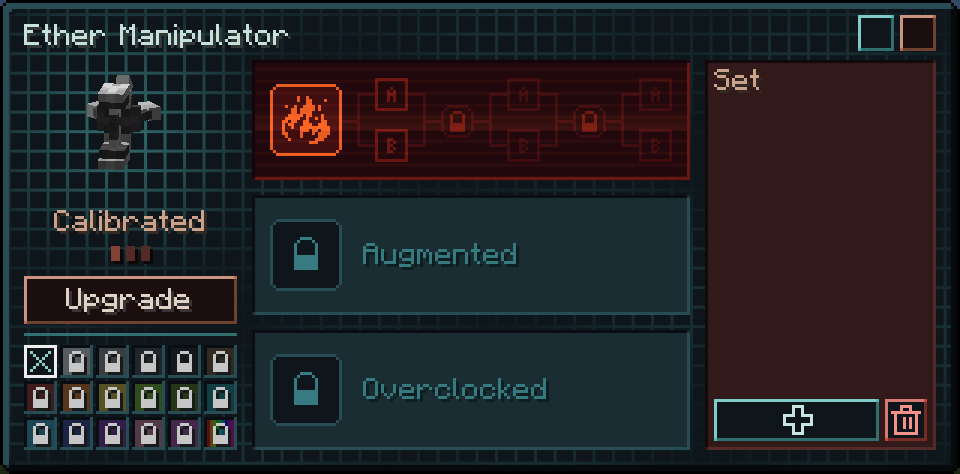 Ether Manipulator
Calibrated
Upgrade
A
B
A
B
A
B
Augmented
Overclocked
Set